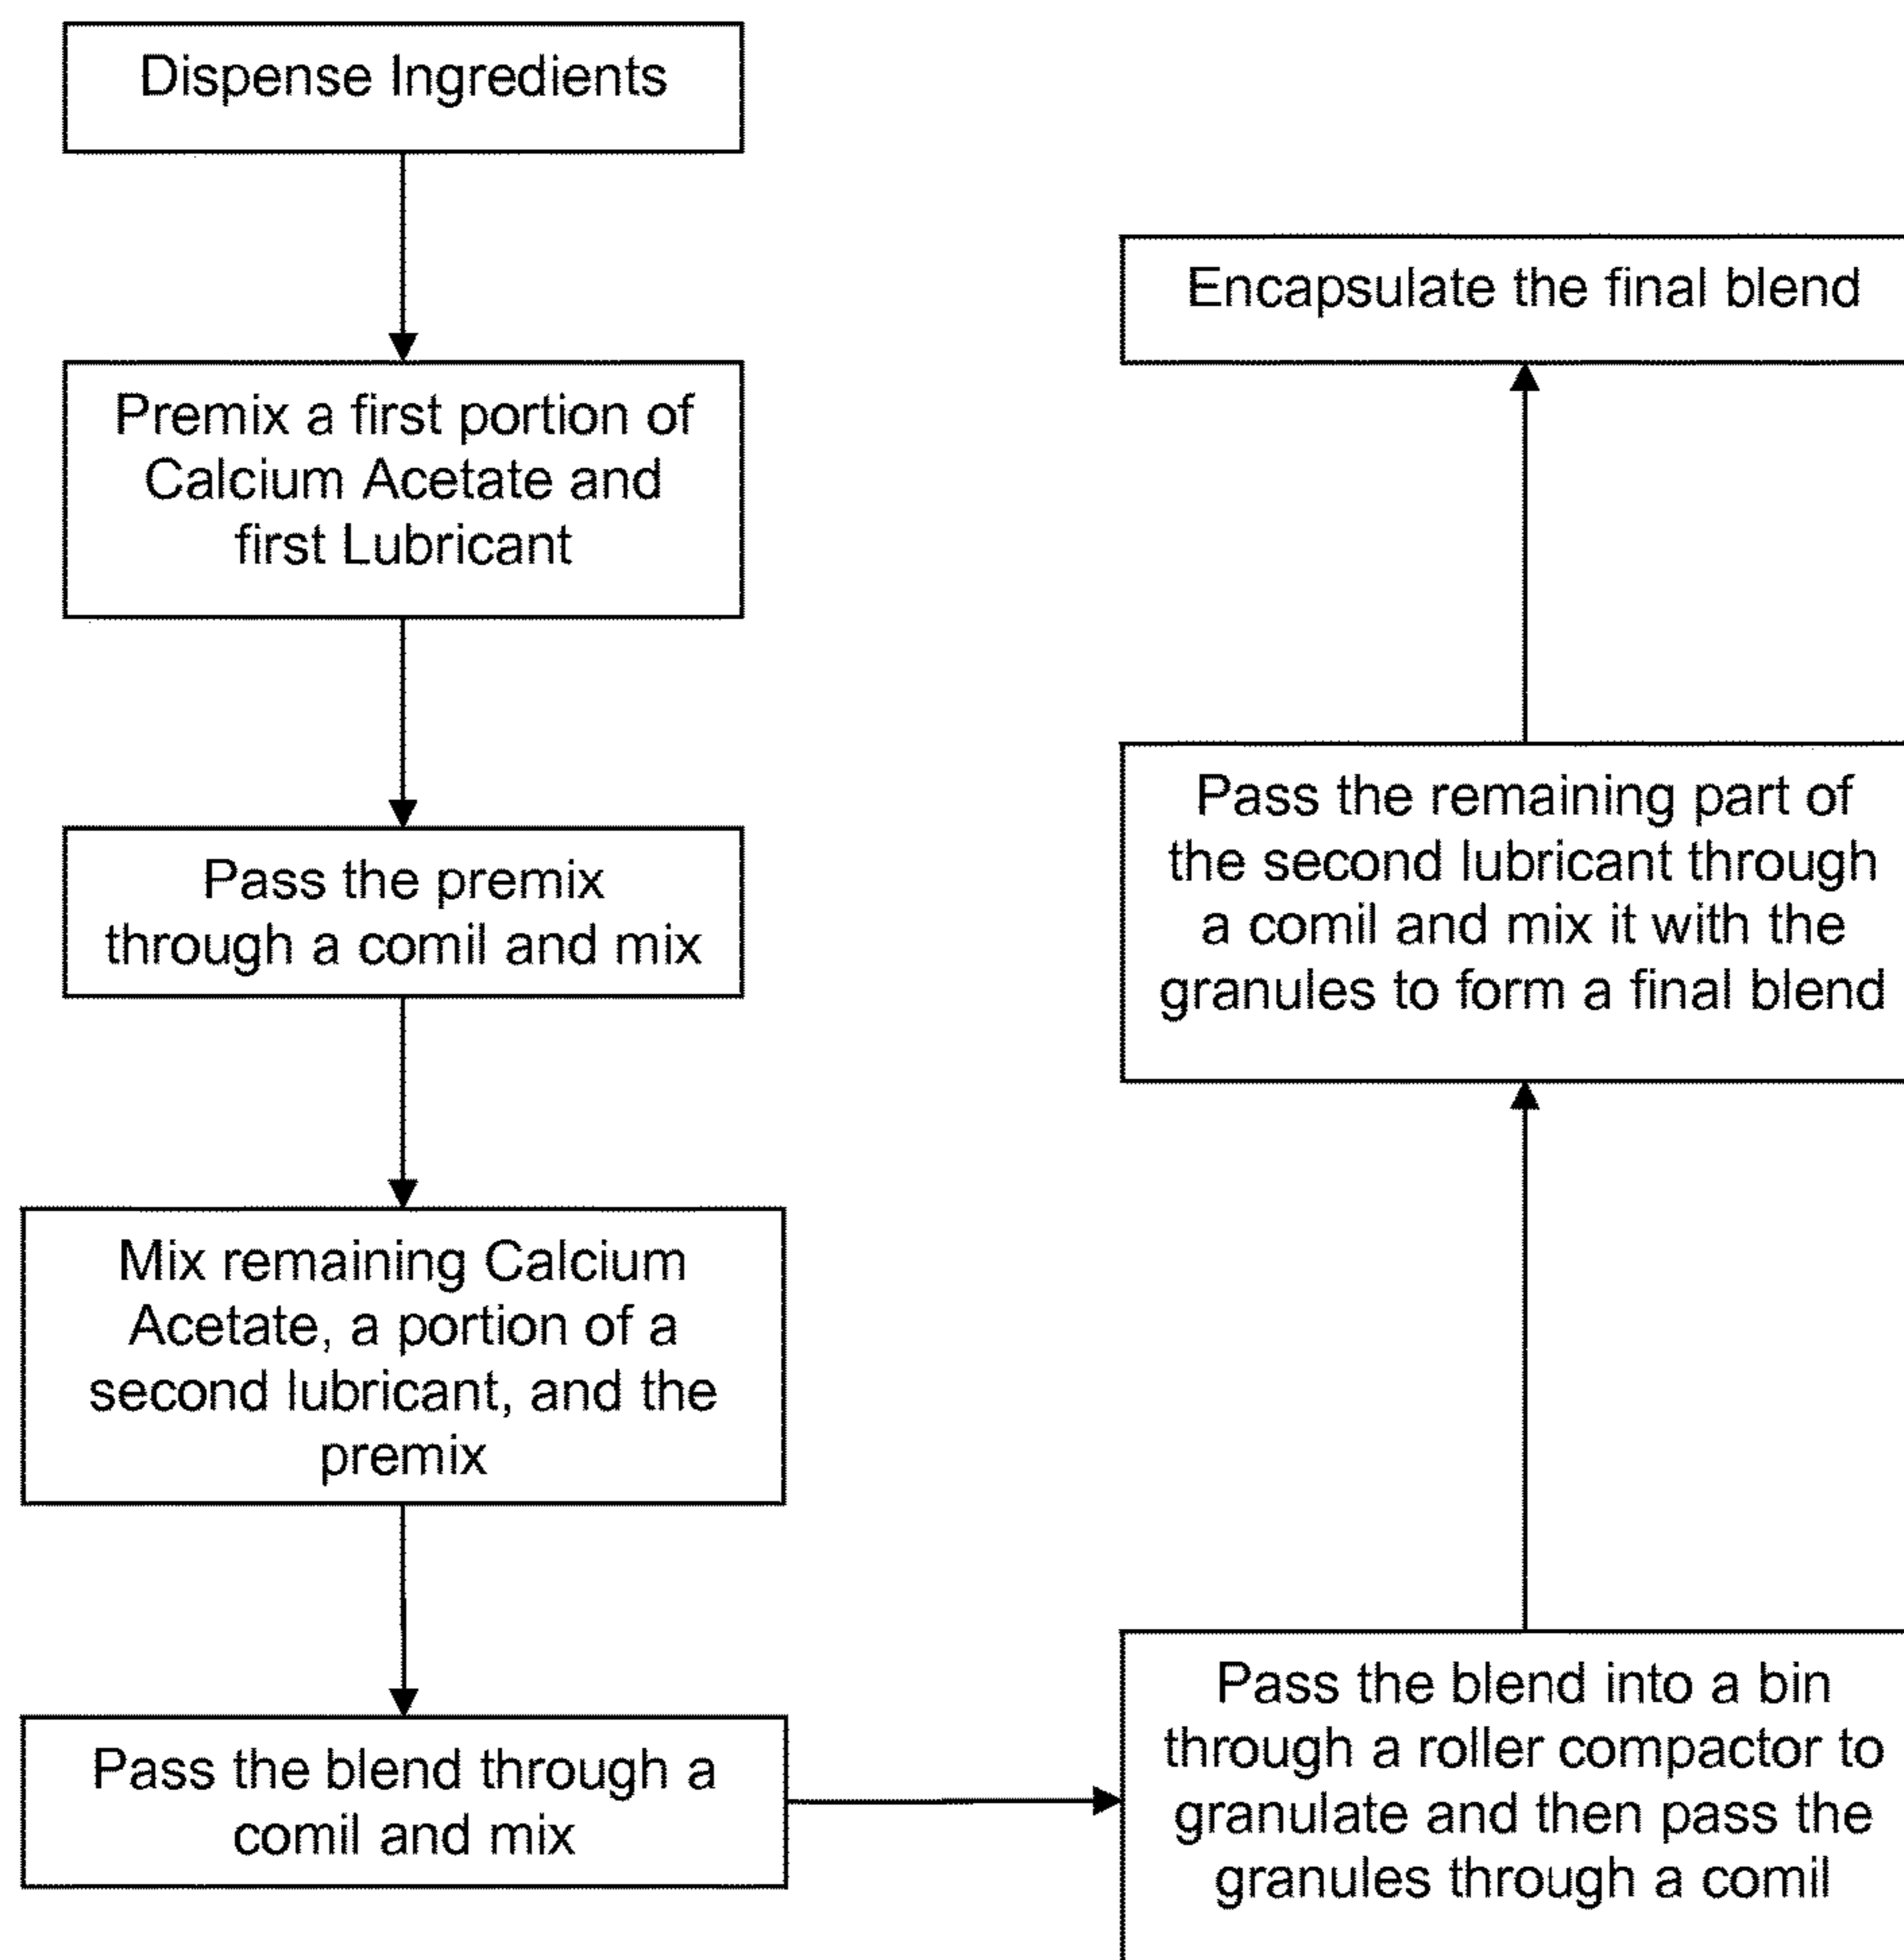 Dispense Ingredients
Premix a first portion of
Calcium Acetate and
first Lubricant
Pass the premix
through a comil and mix
Mix remaining Calcium
Acetate, a portion of a
second lubricant, and the
premix
Pass the blend through a
comil and mix
Pass the blend into a bin
through a roller compactor to
granulate and then pass the
granules through a comil
Pass the remaining part of
the second lubricant through
a comil and mix it with the
granules to form a final blend
Encapsulate the final blend